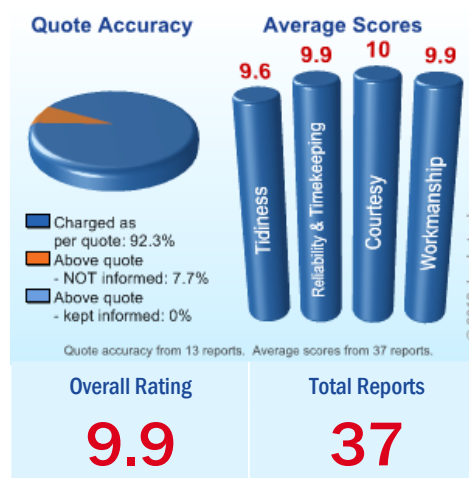 Quote Accuracy
Average Scores
9.6
9.9
10
9.9
Tidiness
Reliability & Timekeeping
Courtesy
Workmanship
Charged as
per quote: 92.3%
Above quote
- NOT informed: 7.7%
Above quote
- kept informed: 0%
Quote accuracy from 13 reports. Average scores from 37 reports.
Overall Rating
Total Reports
9.9
37